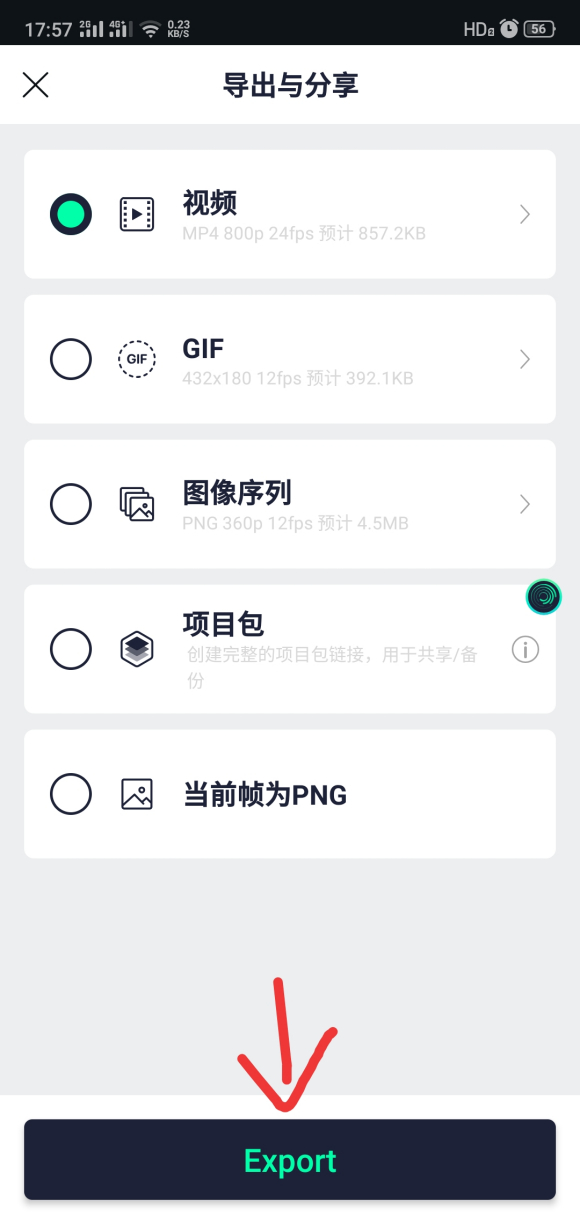 17:57 2G 4G+ 0.23 KB/S HD 56
导出与分享
视频
MP4 800p 24fps 预计 857.2KB
GIF
GIF
432x180 12fps 预计 392.1KB
图像序列
PNG 360p 12fps 预计 4.5MB
项目包
创建完整的项目包链接，用于共享/备
份
当前帧为PNG
Export